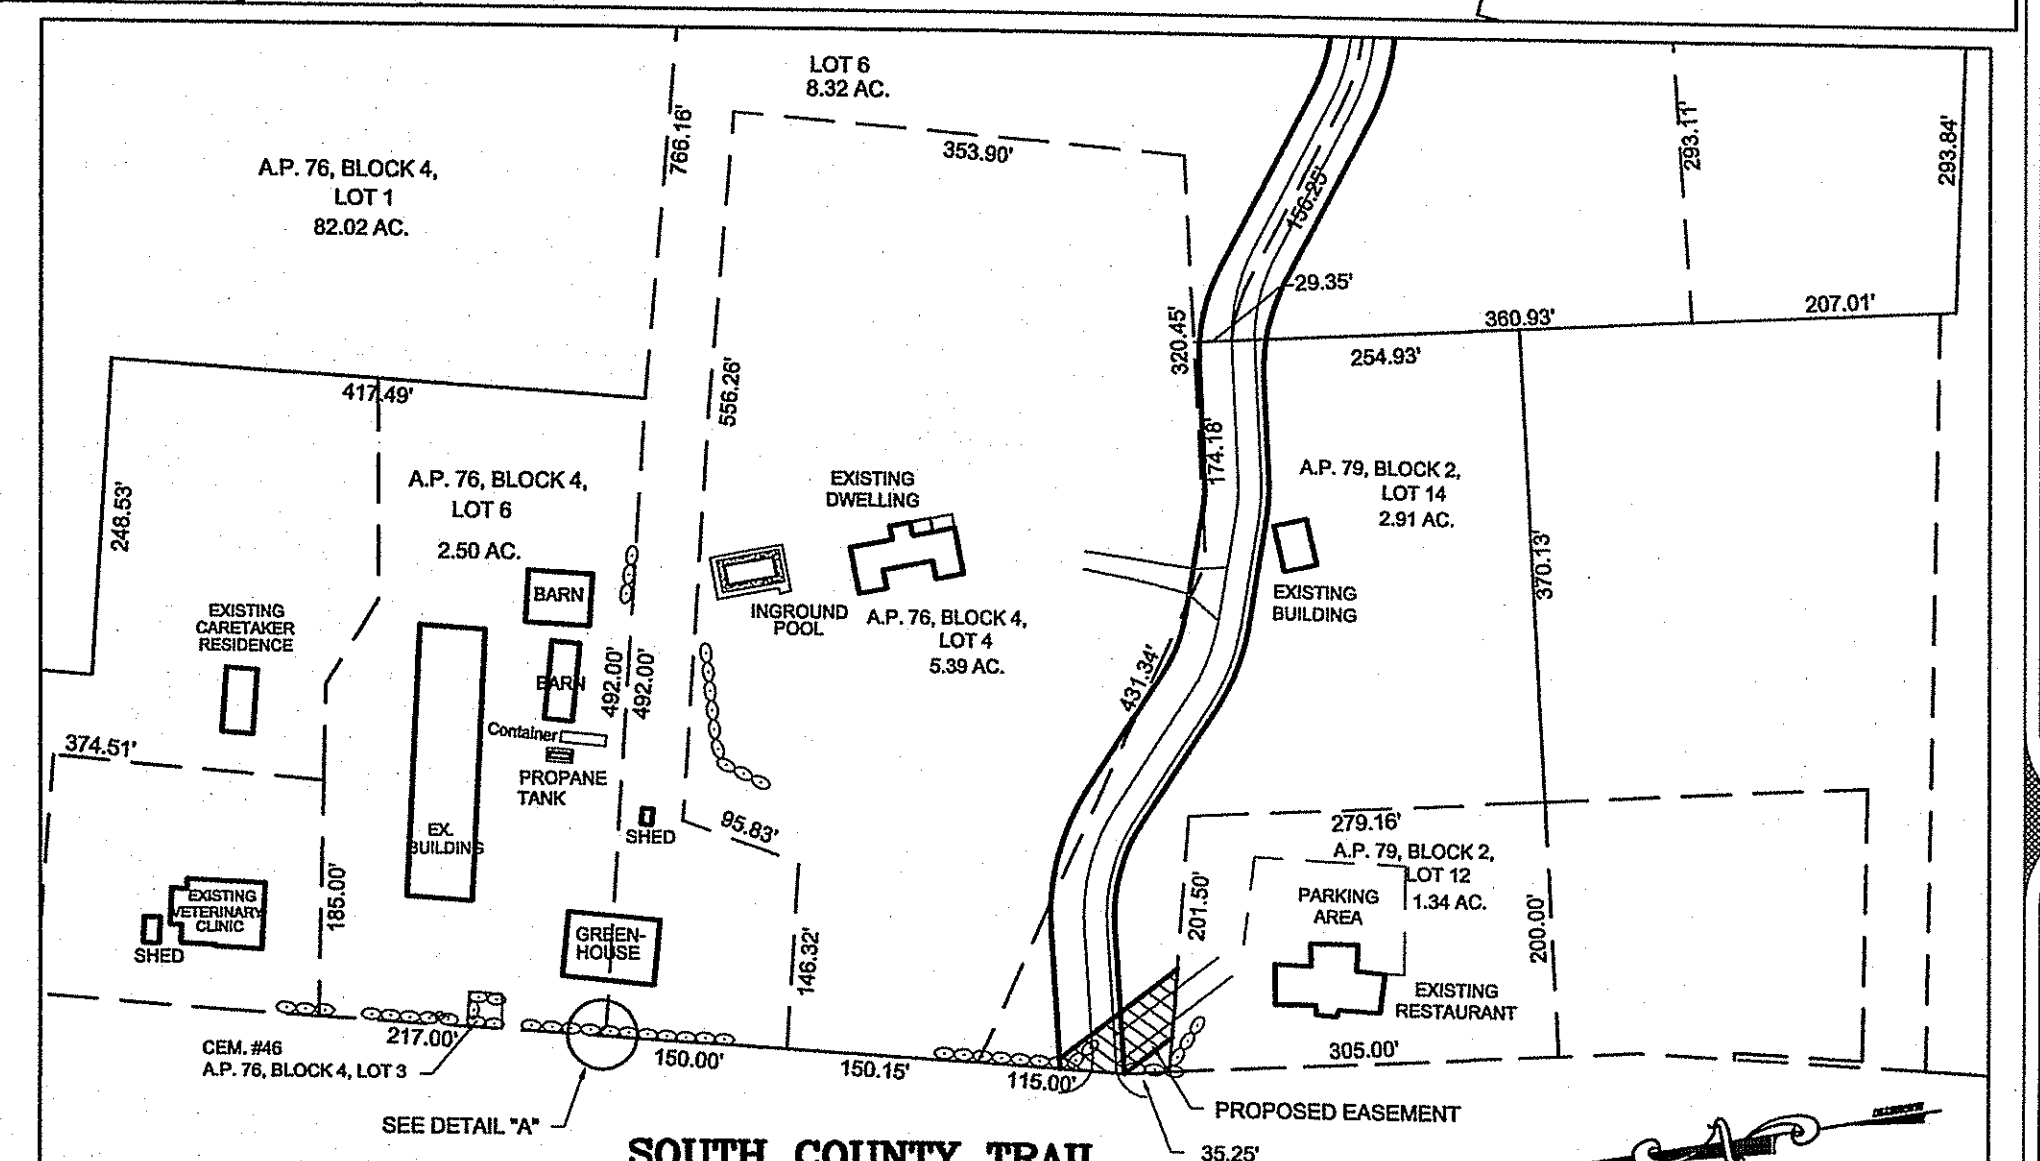 LOT 6
8.32 AC.
766.16'
353.90'
A.P. 76, BLOCK 4,
LOT 1
82.02 AC.
156.25'
293.11'
293.84'
29.35'
360.93'
207.01'
254.93'
320.45'
556.26'
417.49'
174.18'
248.53'
A.P. 76, BLOCK 4,
LOT 6
2.50 AC.
EXISTING
DWELLING
A.P. 79, BLOCK 2,
LOT 14
2.91 AC.
370.13'
BARN
INGROUND
POOL
A.P. 76, BLOCK 4,
LOT 4
5.39 AC.
EXISTING
BUILDING
EXISTING
CARETAKER
RESIDENCE
BARN
492.00'
492.00'
431.34'
Container
PROPANE
TANK
374.51'
EX.
BUILDING
SHED
95.83'
279.16'
A.P. 79, BLOCK 2,
LOT 12
1.34 AC.
PARKING
AREA
201.50'
200.00'
EXISTING
VETERINARY
CLINIC
SHED
185.00'
GREEN-
HOUSE
146.32'
EXISTING
RESTAURANT
217.00'
150.00'
150.15'
115.00'
305.00'
CEM. #46
A.P. 76, BLOCK 4, LOT 3
SEE DETAIL "A"
PROPOSED EASEMENT
35.25'
SOUTH COUNTY TRAIL